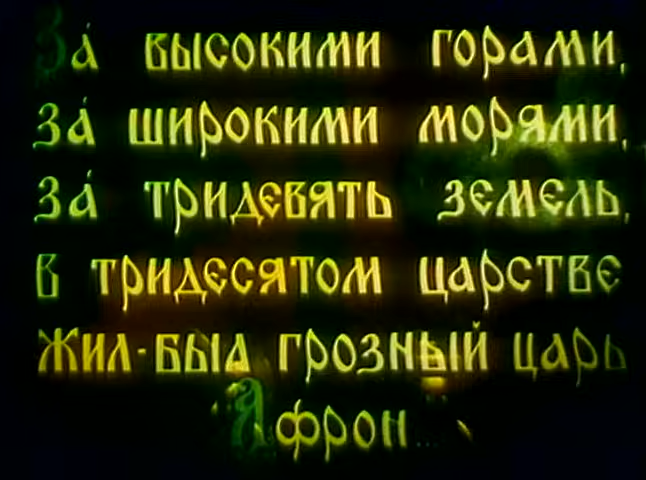 За высокими горами,
За широкими морями,
За тридевять земель,
В тридесятом царстве
Жил-был грозный царь
Афрон